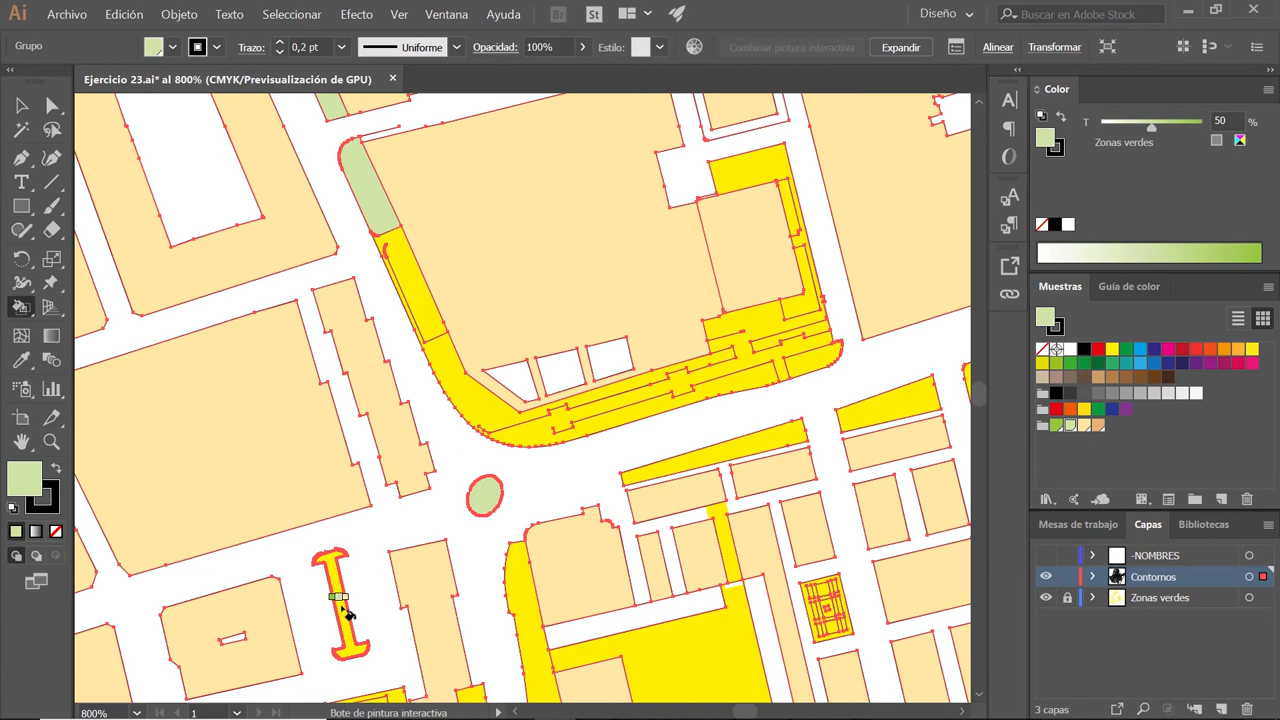 Ai Archivo Edición Objeto Texto Seleccionar Efecto Ver Ventana Ayuda Br St Diseño Buscar en Adobe Stock
Grupo Trazo: 0,2 pt Uniforme Opacidad: 100% Estilo: Combinar pintura interactiva Expandir Alinear Transformar
Ejercicio 23.ai* al 800% (CMYK/Previsualización de GPU)
Color
T 50 %
Zonas verdes
Muestras Guía de color
Mesas de trabajo Capas Bibliotecas
-NOMBRES
Contornos
Zonas verdes
3 capas
800% 1 Bote de pintura interactiva